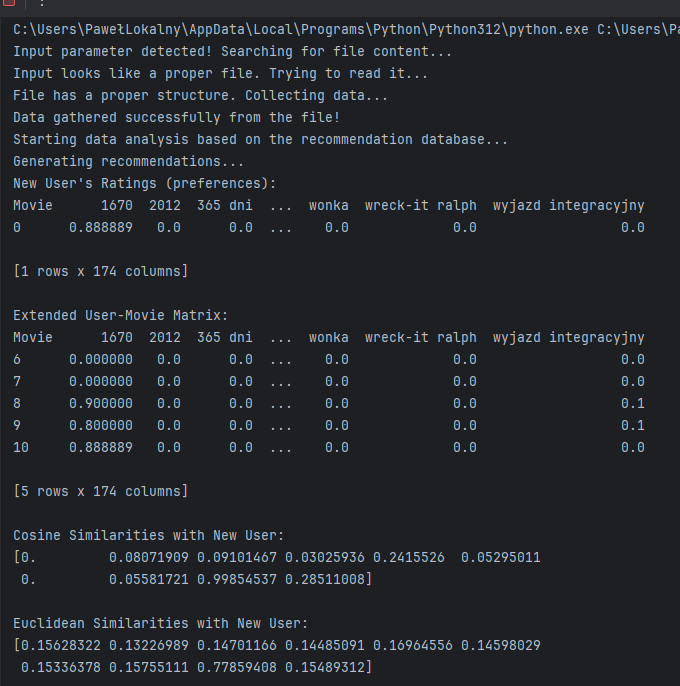 C:\Users\PawełLokalny\AppData\Local\Programs\Python\Python312\python.exe C:\Users\Pa
Input parameter detected! Searching for file content...
Input looks like a proper file. Trying to read it...
File has a proper structure. Collecting data...
Data gathered successfully from the file!
Starting data analysis based on the recommendation database...
Generating recommendations...
New User's Ratings (preferences):
Movie      1670  2012  365 dni  ...  wonka  wreck-it ralph  wyjazd integracyjny
0      0.888889   0.0      0.0  ...    0.0             0.0                  0.0

[1 rows x 174 columns]

Extended User-Movie Matrix:
Movie      1670  2012  365 dni  ...  wonka  wreck-it ralph  wyjazd integracyjny
6      0.000000   0.0      0.0  ...    0.0             0.0                  0.0
7      0.000000   0.0      0.0  ...    0.0             0.0                  0.0
8      0.900000   0.0      0.0  ...    0.0             0.0                  0.1
9      0.800000   0.0      0.0  ...    0.0             0.0                  0.1
10     0.888889   0.0      0.0  ...    0.0             0.0                  0.0

[5 rows x 174 columns]

Cosine Similarities with New User:
[0.         0.08071909 0.09101467 0.03025936 0.2415526  0.05295011
 0.         0.05581721 0.99854537 0.28511008]

Euclidean Similarities with New User:
[0.15628322 0.13226989 0.14701166 0.14485091 0.16964556 0.14598029
 0.15336378 0.15755111 0.77859408 0.15489312]